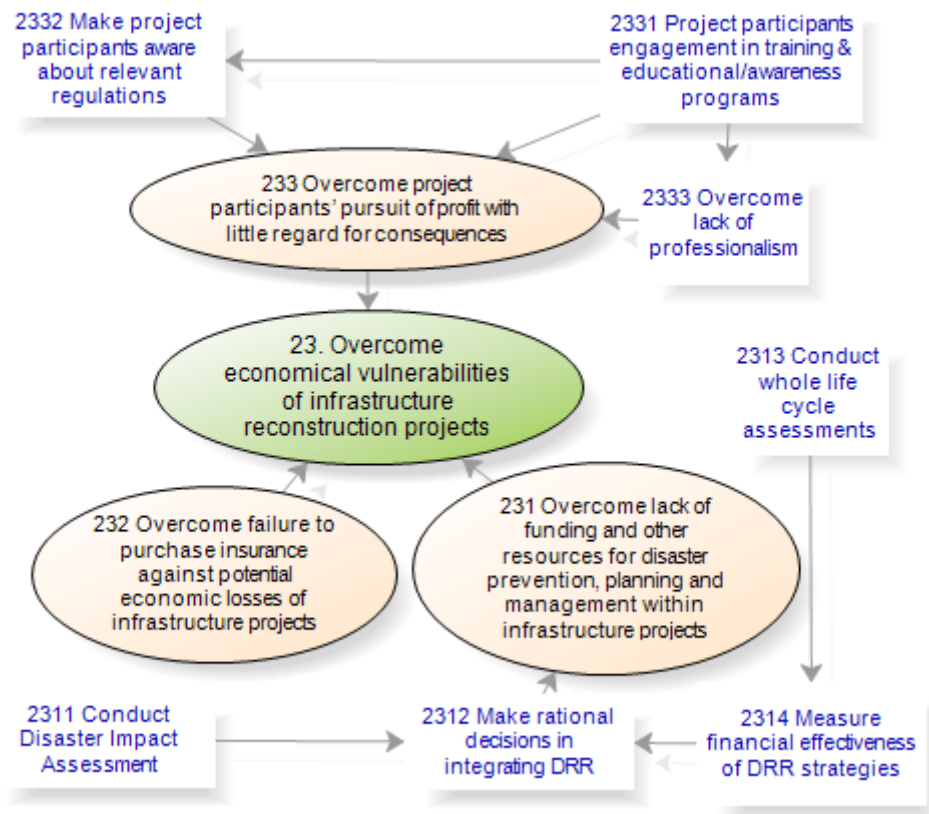 2332 Make project
participants aware
about relevant
regulations
2331 Project participants
engagement in training &
educational/awareness
programs
233 Overcome project
participants’ pursuit of profit with
little regard for consequences
2333 Overcome
lack of
professionalism
23. Overcome
economical vulnerabilities
of infrastructure
reconstruction projects
2313 Conduct
whole life
cycle
assessments
232 Overcome failure to
purchase insurance
against potential
economic losses of
infrastructure projects
231 Overcome lack of
funding and other
resources for disaster
prevention, planning and
management within
infrastructure projects
2311 Conduct
Disaster Impact
Assessment
2312 Make rational
decisions in
integrating DRR
2314 Measure
financial effectiveness
of DRR strategies